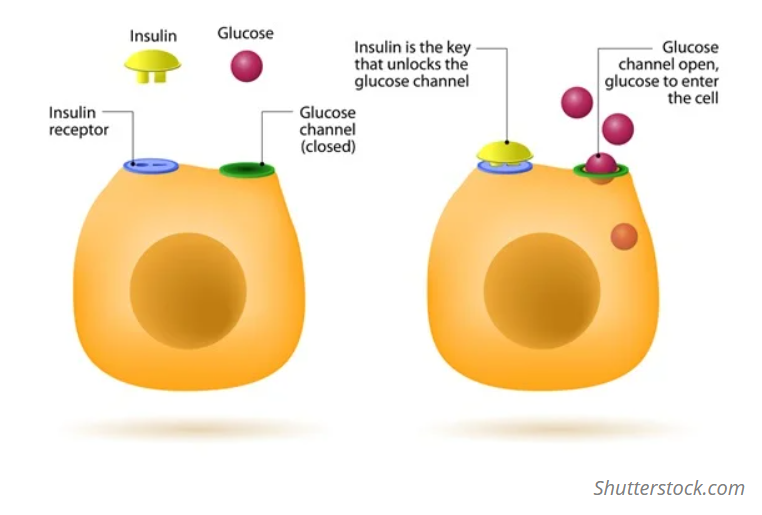 Insulin
Glucose
Insulin
receptor
Glucose
channel
(closed)
Insulin is the key
that unlocks the
glucose channel
Glucose
channel open,
glucose to enter
the cell
Shutterstock.com